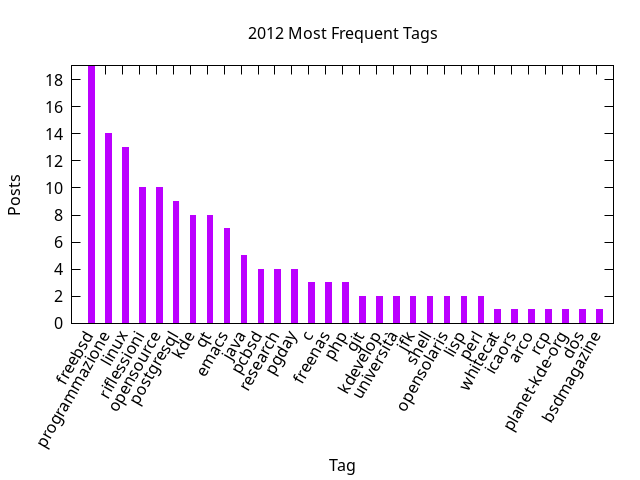 2012 Most Frequent Tags
18
16
14
12
10
8
6
4
2
0
Posts
freebsd
programmazione
linux
riflessioni
opensource
postgresql
kde
qt
emacs
java
pcbsd
research
pgday
c
freenas
php
git
kdevelop
università
ifk
shell
opensolaris
lisp
perl
whitecat
icaors
arco
rcp
planet-kde-org
dos
bsdmagazine
Tag